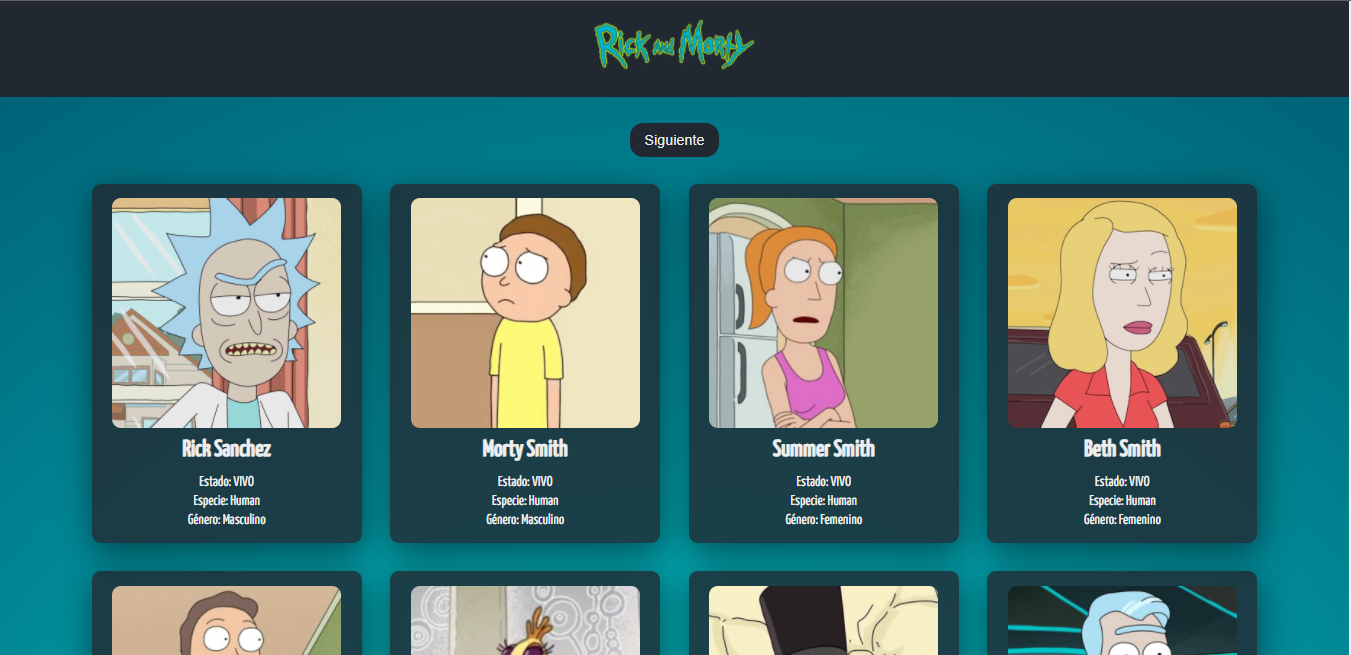 Rick and Morty
Siguiente
Rick Sanchez
Estado: VIVO
Especie: Human
Género: Masculino
Morty Smith
Estado: VIVO
Especie: Human
Género: Masculino
Summer Smith
Estado: VIVO
Especie: Human
Género: Femenino
Beth Smith
Estado: VIVO
Especie: Human
Género: Femenino